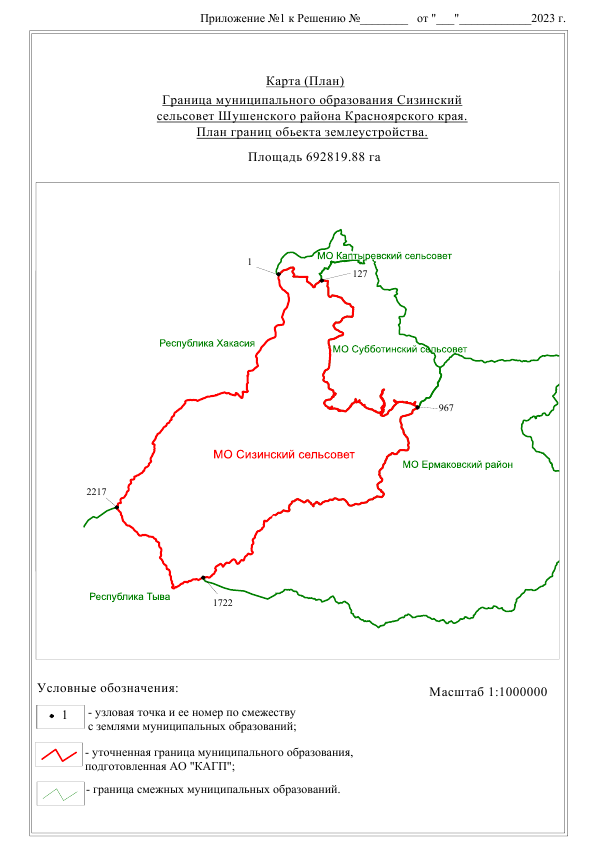 Приложение №1 к Решению №________ от "___"____________2023 г.
Карта (План)
Граница муниципального образования Сизинский
сельсовет Шушенского района Красноярского края.
План границ объекта землеустройства.
Площадь 692819.88 га
МО Каптыревский сельсовет
1
127
Республика Хакасия
МО Субботинский сельсовет
967
МО Сизинский сельсовет
МО Ермаковский район
2217
Республика Тыва
1722
Условные обозначения:
Масштаб 1:1000000
1
- узловая точка и ее номер по смежеству
с землями муниципальных образований;
- уточненная граница муниципального образования,
подготовленная АО "КАГП";
- граница смежных муниципальных образований.